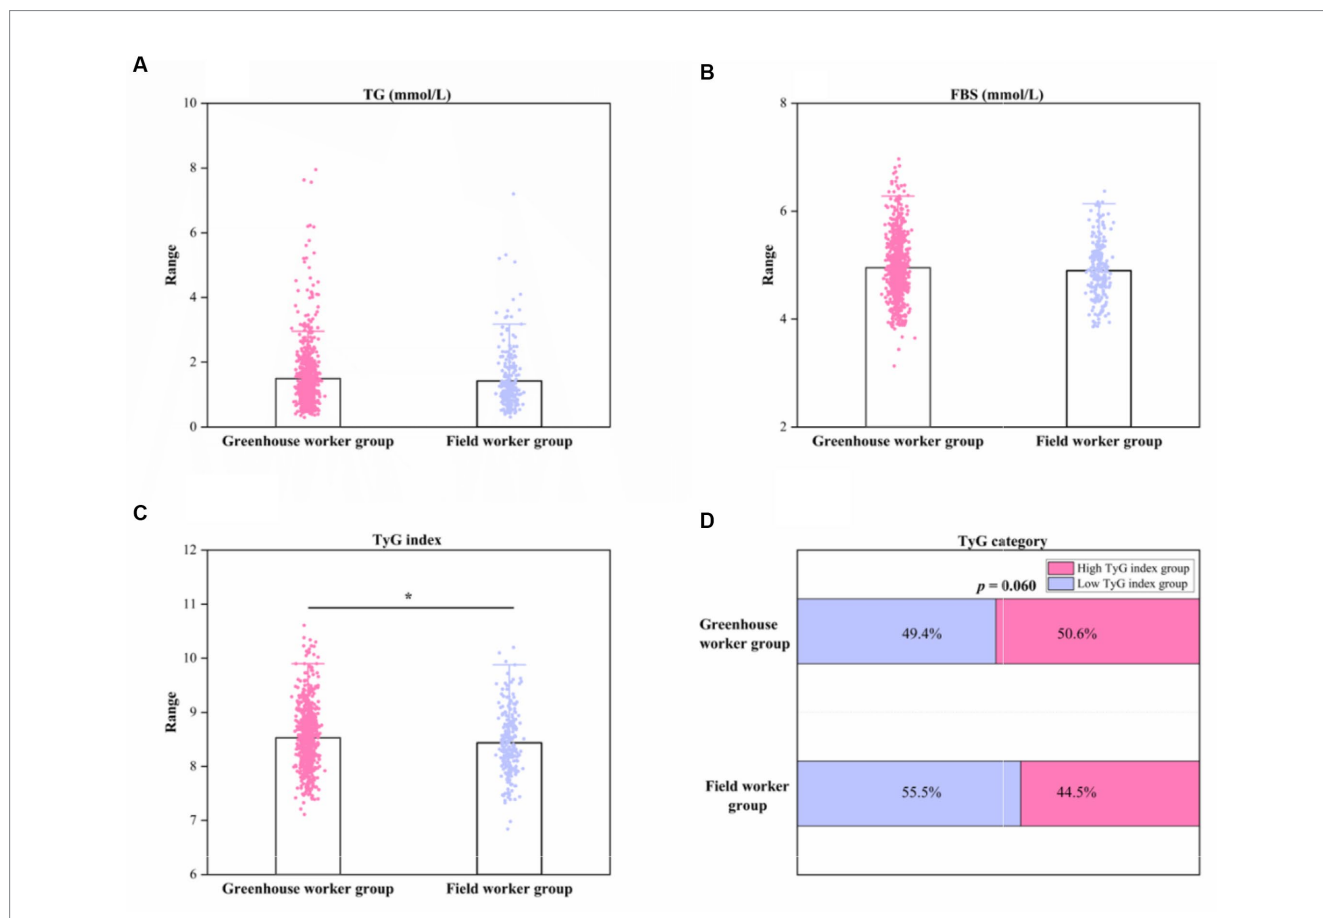 A
TG (mmol/L)
10
8
6
4
2
0
Range
Greenhouse worker group
Field worker group
B
FBS (mmol/L)
8
6
4
2
Range
Greenhouse worker group
Field worker group
C
TyG index
12
11
10
9
8
7
6
Range
*
Greenhouse worker group
Field worker group
D
TyG category
High TyG index group
Low TyG index group
p = 0.060
Greenhouse
worker group
49.4%
50.6%
Field worker
group
55.5%
44.5%